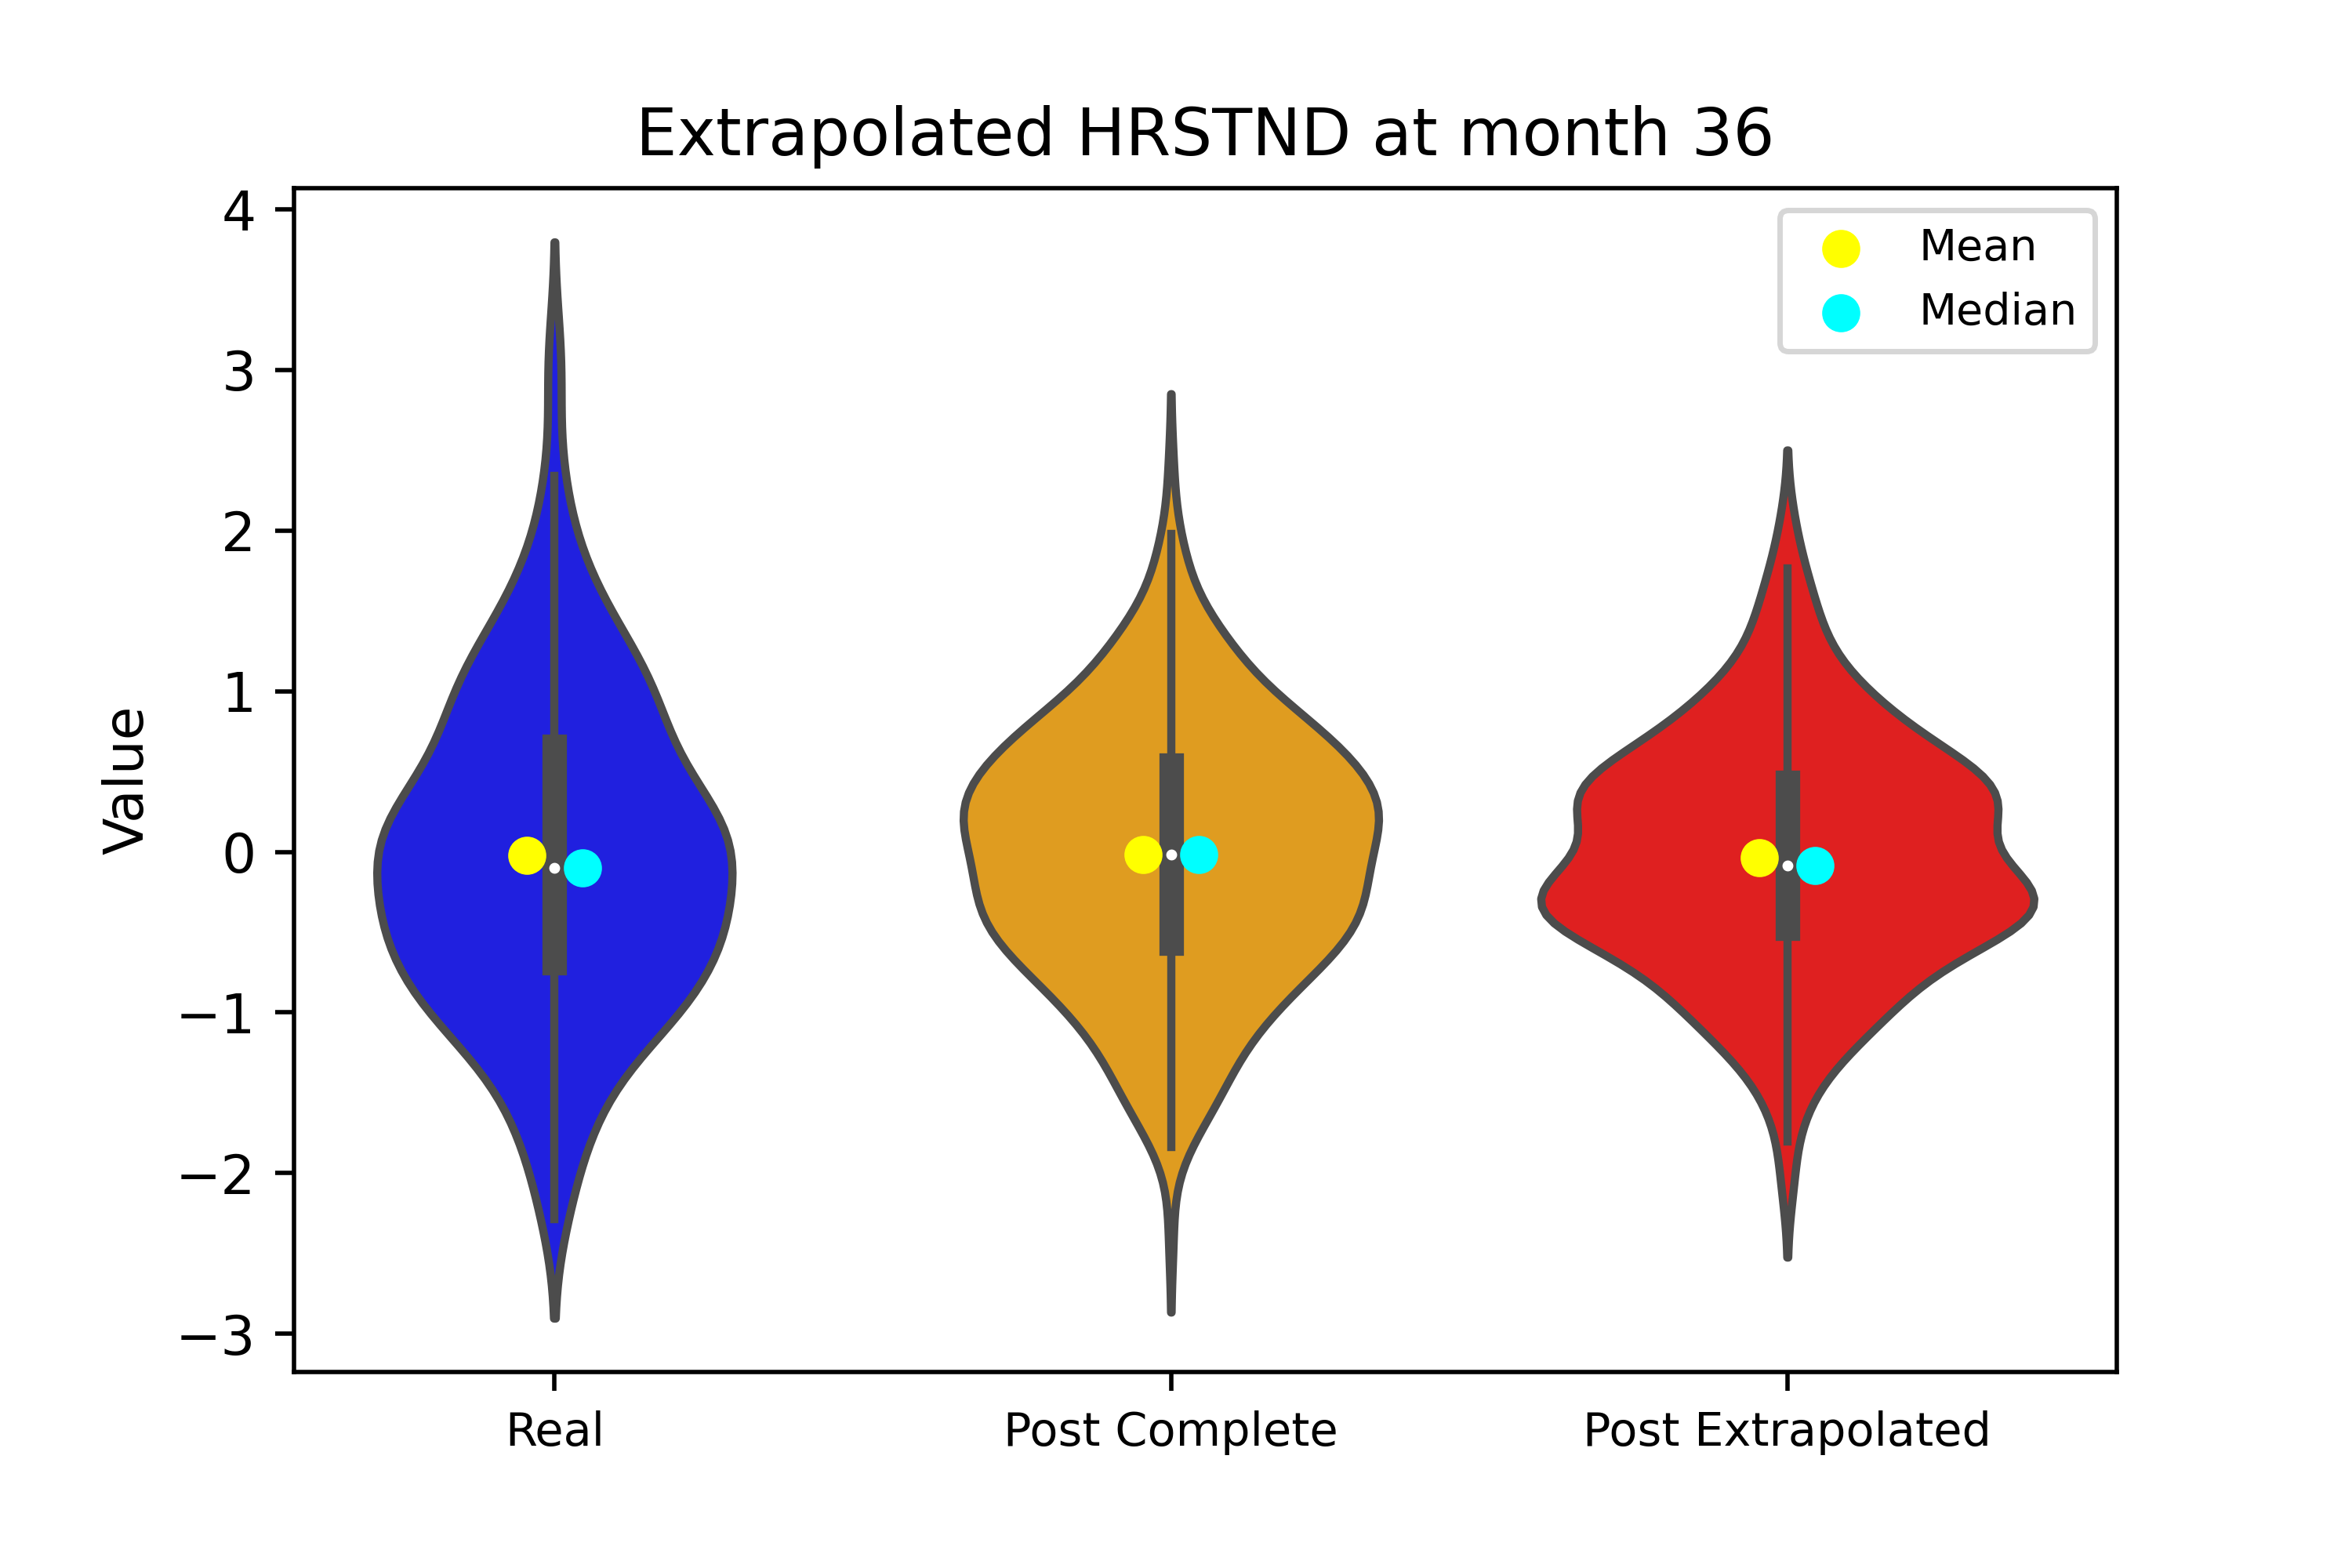 Extrapolated HRSTND at month 36
Mean
Median
Value
4
3
2
1
0
−1
−2
−3
Real
Post Complete
Post Extrapolated